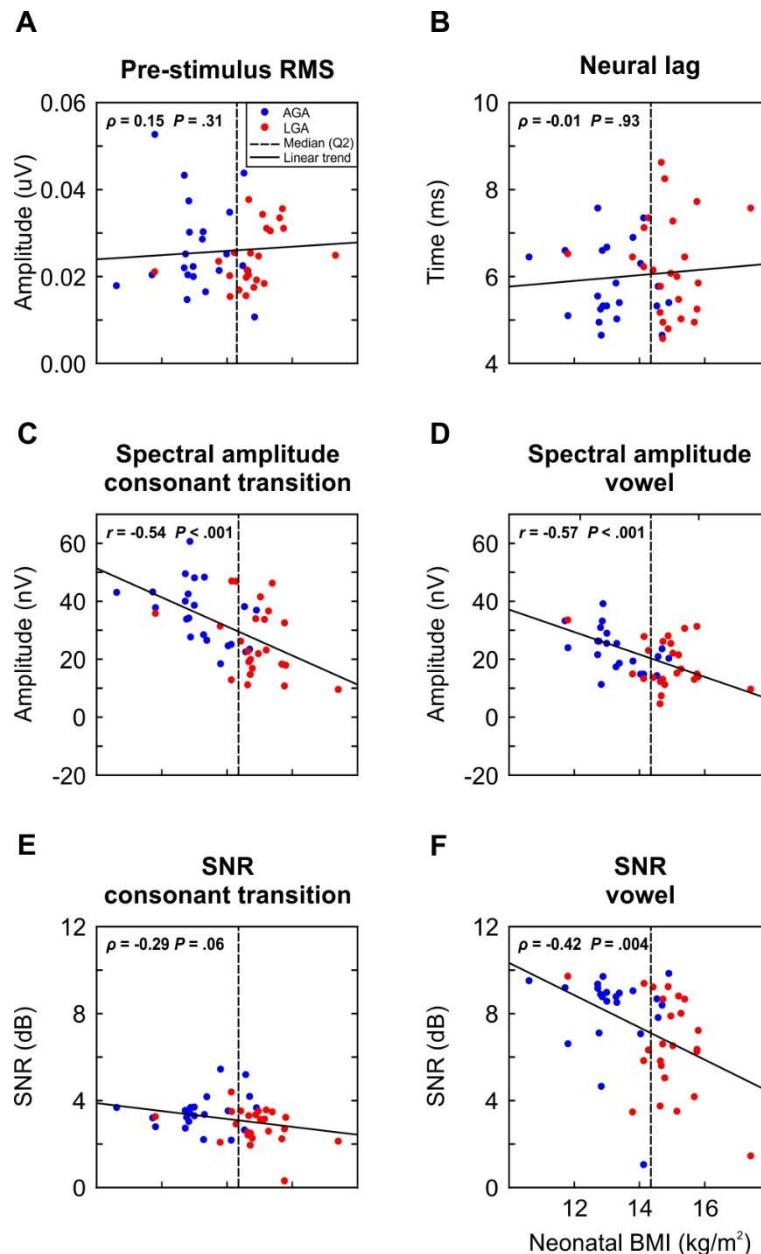 A
Pre-stimulus RMS
ρ = 0.15 P = .31
AGA
LGA
Median (Q2)
Linear trend
0.06
0.04
0.02
0.00
Amplitude (uV)
B
Neural lag
ρ = -0.01 P = .93
10
8
6
4
Time (ms)
C
Spectral amplitude
consonant transition
r = -0.54 P < .001
60
40
20
0
-20
Amplitude (nV)
D
Spectral amplitude
vowel
r = -0.57 P < .001
60
40
20
0
-20
Amplitude (nV)
E
SNR
consonant transition
ρ = -0.29 P = .06
12
8
4
0
SNR (dB)
F
SNR
vowel
ρ = -0.42 P = .004
12
8
4
0
SNR (dB)
12 14 16
Neonatal BMI (kg/m²)